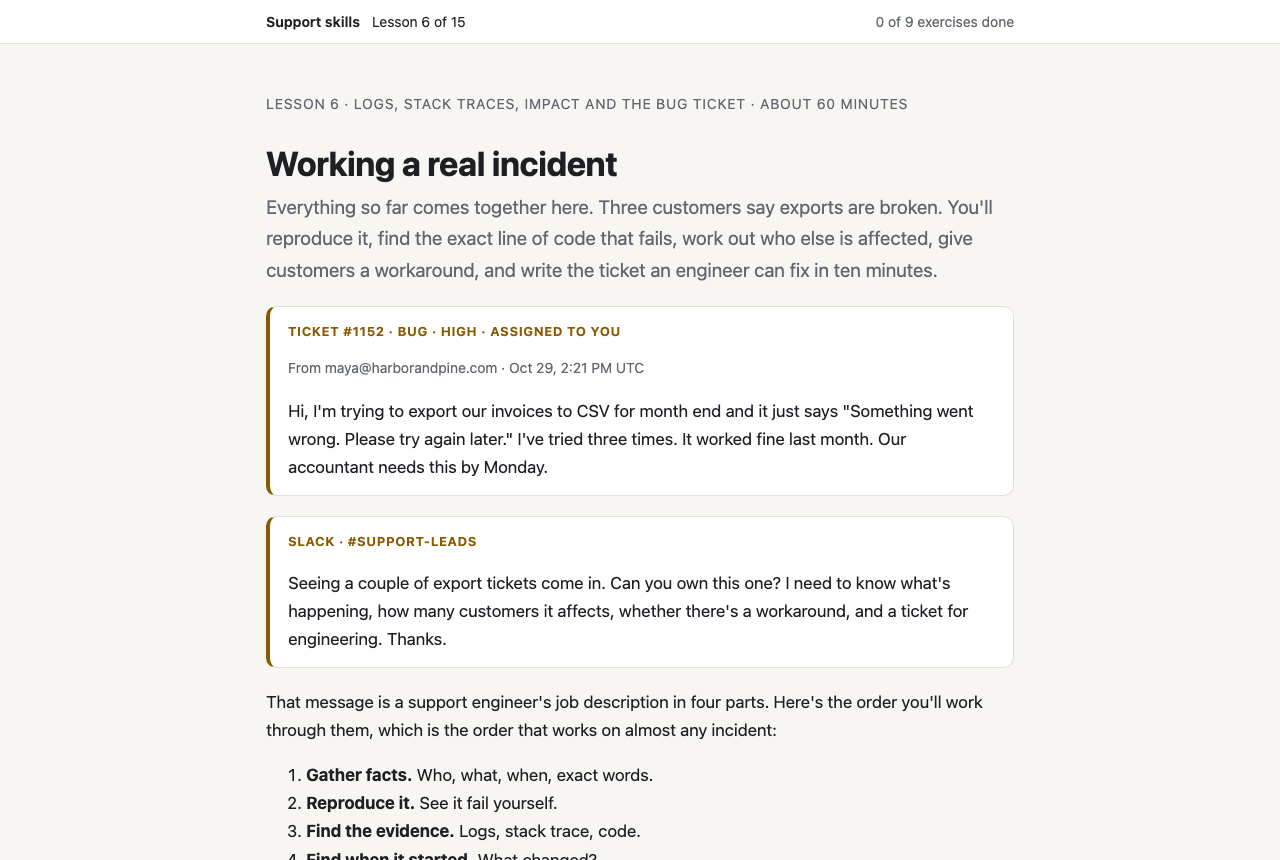 Support skills Lesson 6 of 15 0 of 9 exercises done
LESSON 6 · LOGS, STACK TRACES, IMPACT AND THE BUG TICKET · ABOUT 60 MINUTES
Working a real incident
Everything so far comes together here. Three customers say exports are broken. You'll
reproduce it, find the exact line of code that fails, work out who else is affected, give
customers a workaround, and write the ticket an engineer can fix in ten minutes.
TICKET #1152 · BUG · HIGH · ASSIGNED TO YOU
From maya@harborandpine.com · Oct 29, 2:21 PM UTC
Hi, I'm trying to export our invoices to CSV for month end and it just says "Something went
wrong. Please try again later." I've tried three times. It worked fine last month. Our
accountant needs this by Monday.
SLACK · #SUPPORT-LEADS
Seeing a couple of export tickets come in. Can you own this one? I need to know what's
happening, how many customers it affects, whether there's a workaround, and a ticket for
engineering. Thanks.
That message is a support engineer's job description in four parts. Here's the order you'll work
through them, which is the order that works on almost any incident:
1. Gather facts. Who, what, when, exact words.
2. Reproduce it. See it fail yourself.
3. Find the evidence. Logs, stack trace, code.
4. Find when it started. What changed?